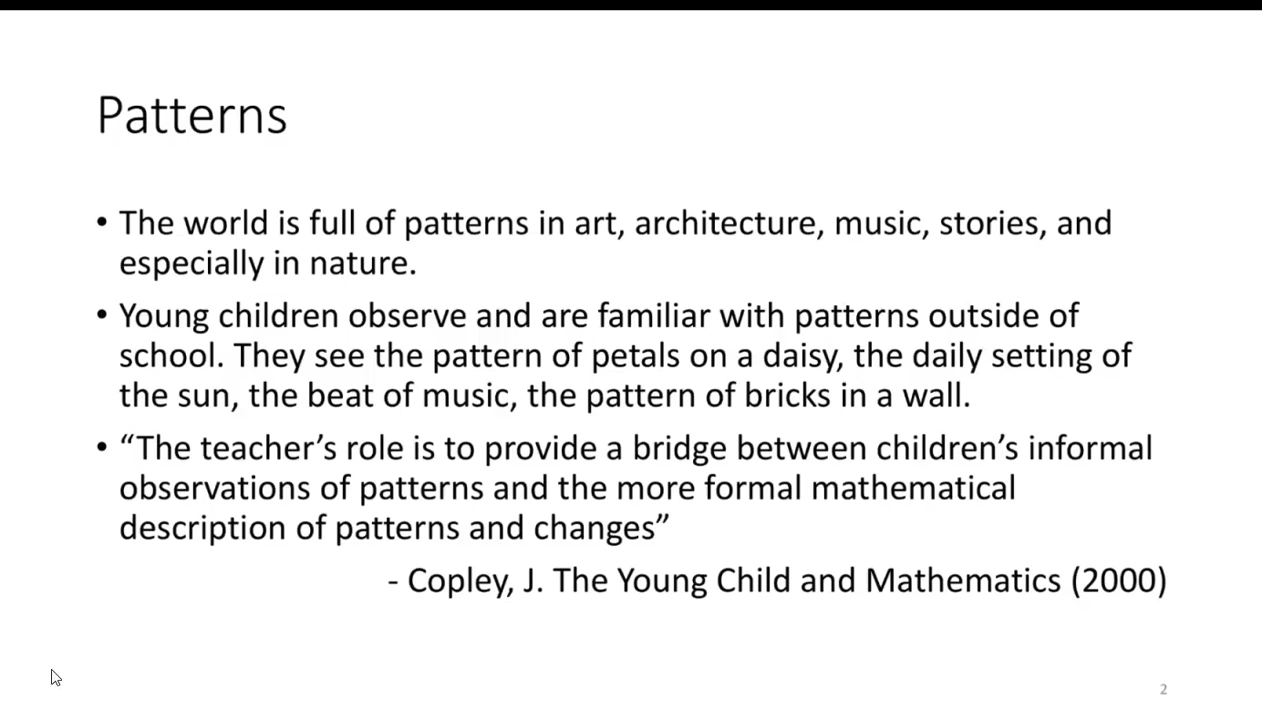 Patterns
• The world is full of patterns in art, architecture, music, stories, and
especially in nature.
• Young children observe and are familiar with patterns outside of
school. They see the pattern of petals on a daisy, the daily setting of
the sun, the beat of music, the pattern of bricks in a wall.
• “The teacher’s role is to provide a bridge between children’s informal
observations of patterns and the more formal mathematical
description of patterns and changes”
- Copley, J. The Young Child and Mathematics (2000)
2